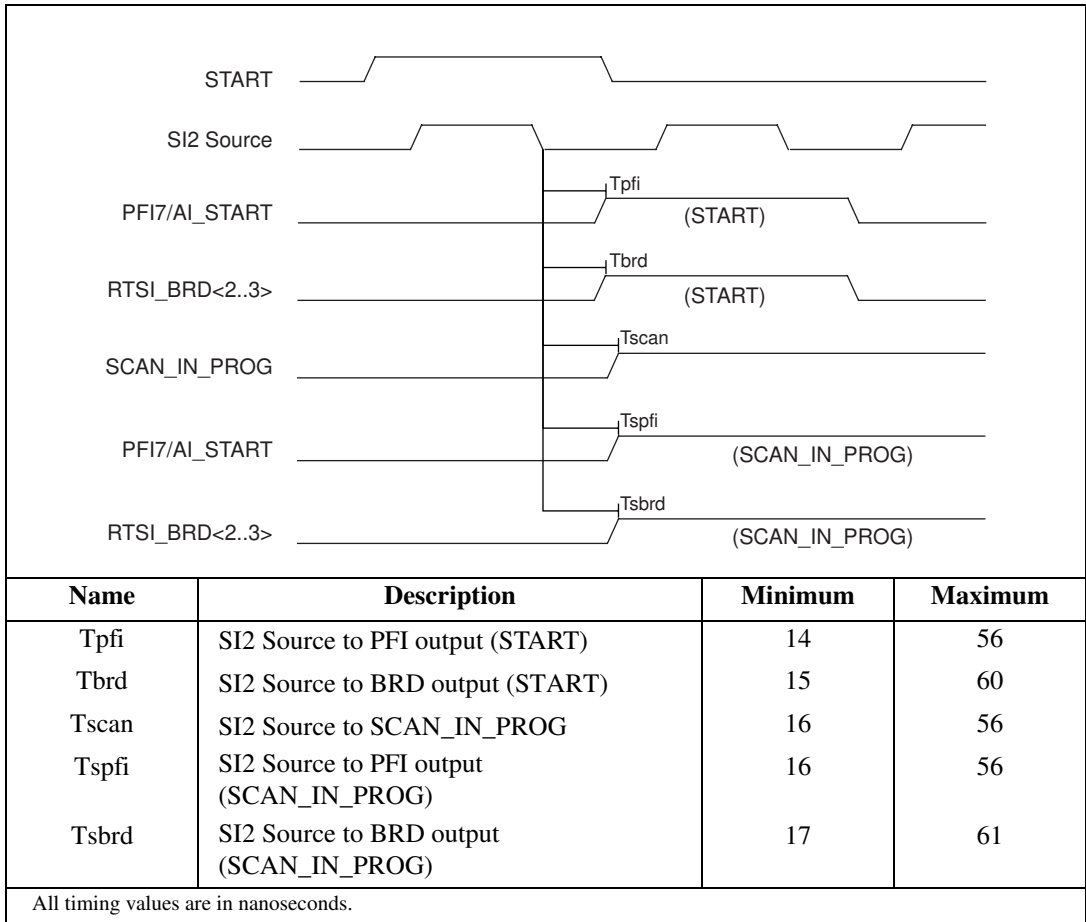 START
SI2 Source
Tpfi
PFI7/AI_START
(START)
Tbrd
RTSI_BRD<2..3>
(START)
Tscan
SCAN_IN_PROG
Tspfi
PFI7/AI_START
(SCAN_IN_PROG)
Tsbrd
RTSI_BRD<2..3>
(SCAN_IN_PROG)
Name Description Minimum Maximum
Tpfi SI2 Source to PFI output (START) 14 56
Tbrd SI2 Source to BRD output (START) 15 60
Tscan SI2 Source to SCAN_IN_PROG 16 56
Tspfi SI2 Source to PFI output 16 56
(SCAN_IN_PROG)
Tsbrd SI2 Source to BRD output 17 61
(SCAN_IN_PROG)
All timing values are in nanoseconds.